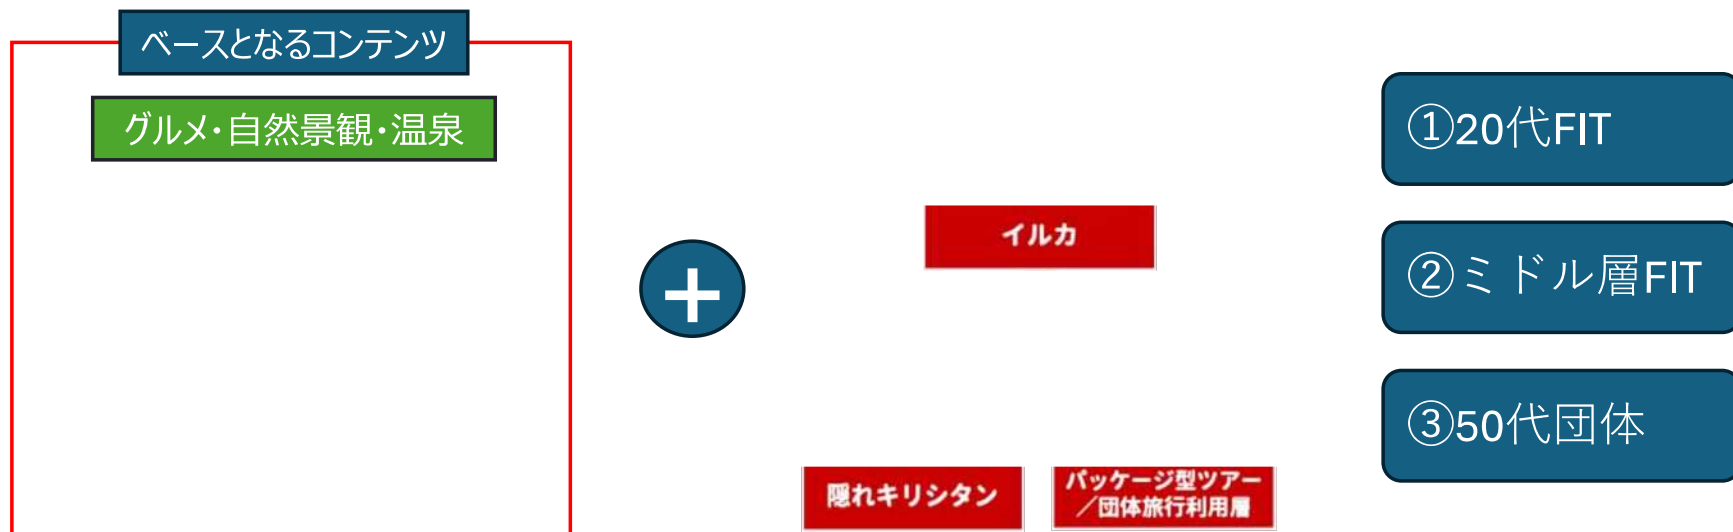 ベースとなるコンテンツ
グルメ・自然景観・温泉
+
イルカ
隠れキリシタン
パッケージ型ツアー
／団体旅行利用層
①20代FIT
②ミドル層FIT
③50代団体